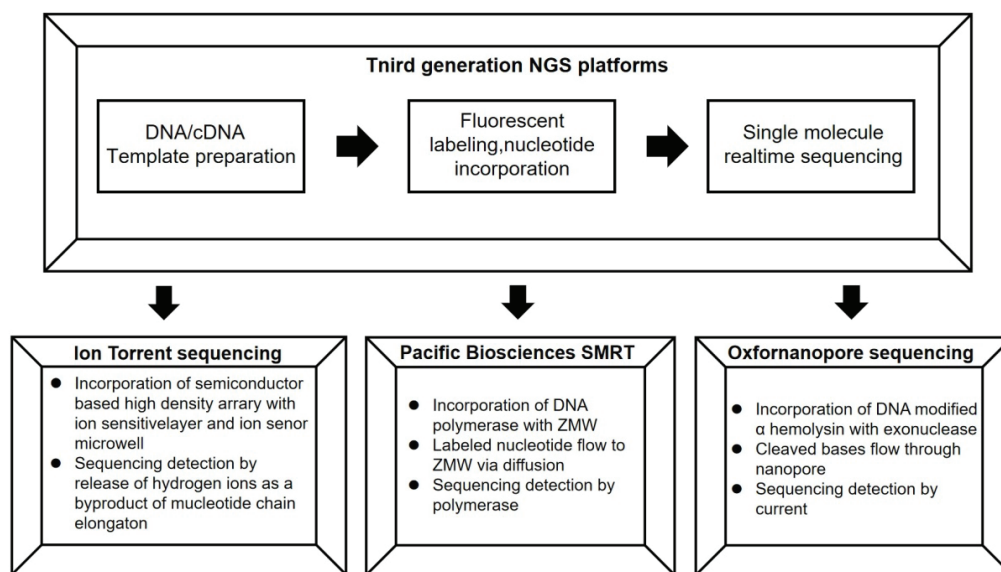 Tnird generation NGS platforms
DNA/cDNA
Template preparation
Fluorescent
labeling,nucleotide
incorporation
Single molecule
realtime sequencing
Ion Torrent sequencing
● Incorporation of semiconductor
based high density arrary with
ion sensitivelayer and ion senor
microwell
● Sequencing detection by
release of hydrogen ions as a
byproduct of mucleotide chain
elongaton
Pacific Biosciences SMRT
● Incorporation of DNA
polymerase with ZMW
● Labeled nucleotide flow to
ZMW via diffusion
● Sequencing detection by
polymerase
Oxfornanopore sequencing
● Incorporation of DNA modified
α hemolysin with exonuclease
● Cleaved bases flow through
nanopore
● Sequencing detection by
current